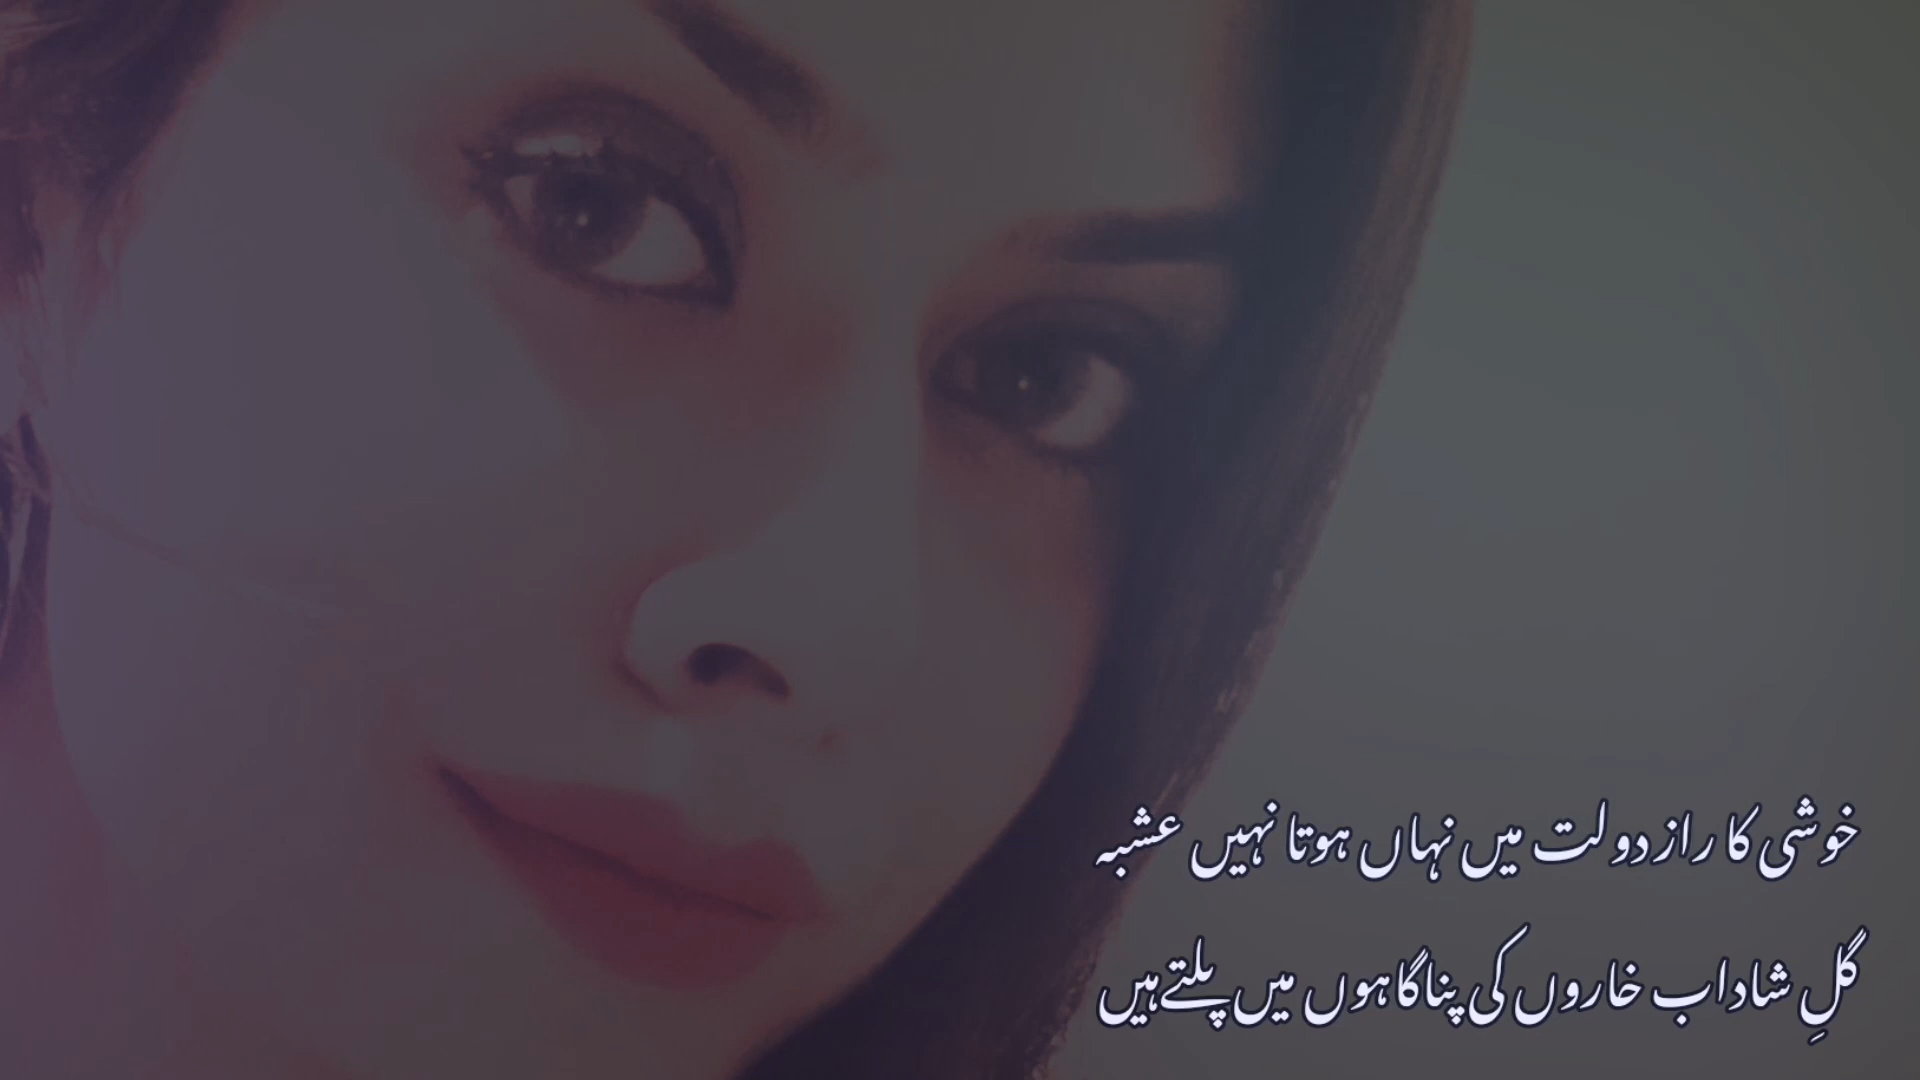 خوشی کا راز دولت میں نہاں ہوتا نہیں عشبہ
گلِ شاداب خاروں کی پناگاہوں میں پلتے ہیں